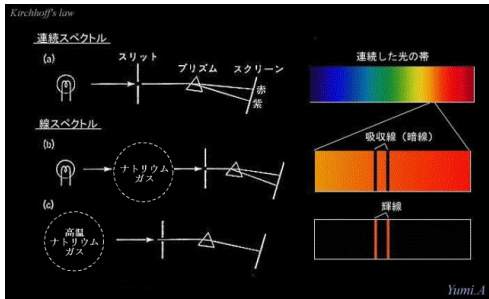 Kirchhoff's law
連続スペクトル
(a)
スリット
プリズム
スクリーン
赤
紫
連続した光の帯
線スペクトル
(b)
ナトリウム
ガス
吸収線（暗線）
(c)
高温
ナトリウム
ガス
輝線
Yumi.A